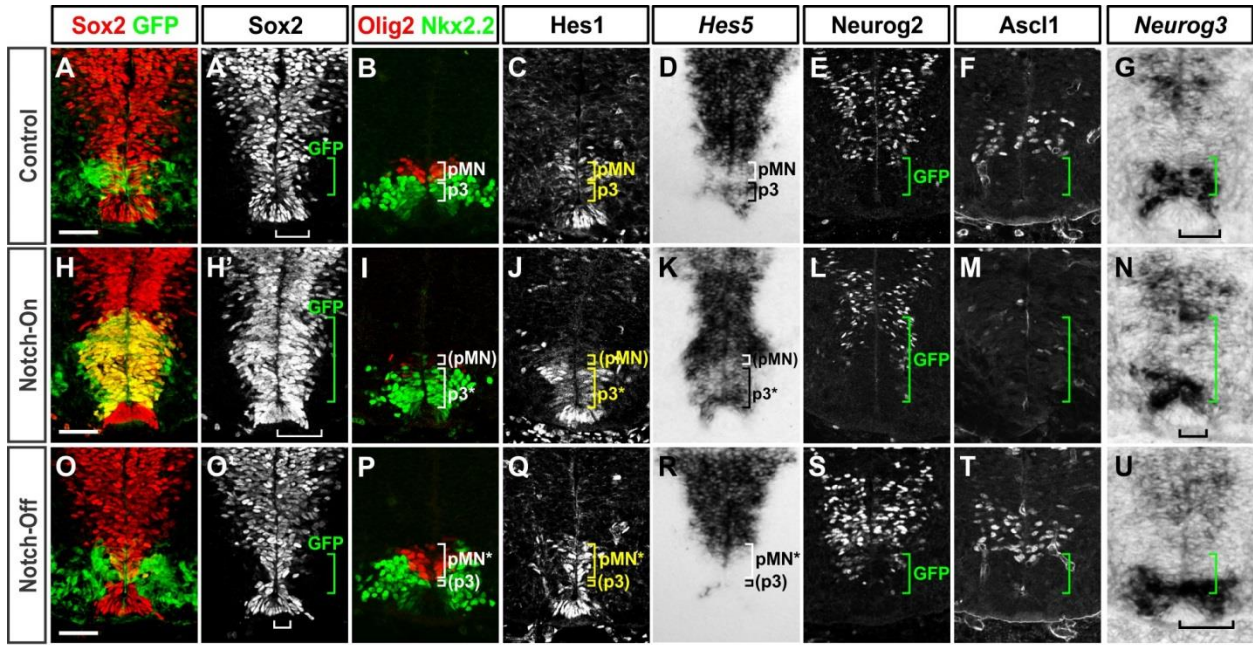 Sox2 GFP Sox2 Olig2 Nkx2.2 Hes1 Hes5 Neurog2 Ascl1 Neurog3
Control
A A' B C D E F G
GFP pMN p3 pMN p3 pMN p3 GFP
Notch-On
H H' I J K L M N
GFP (pMN) p3* (pMN) p3* (pMN) p3* GFP
Notch-Off
O O' P Q R S T U
GFP pMN* (p3) pMN* (p3) pMN* (p3) GFP